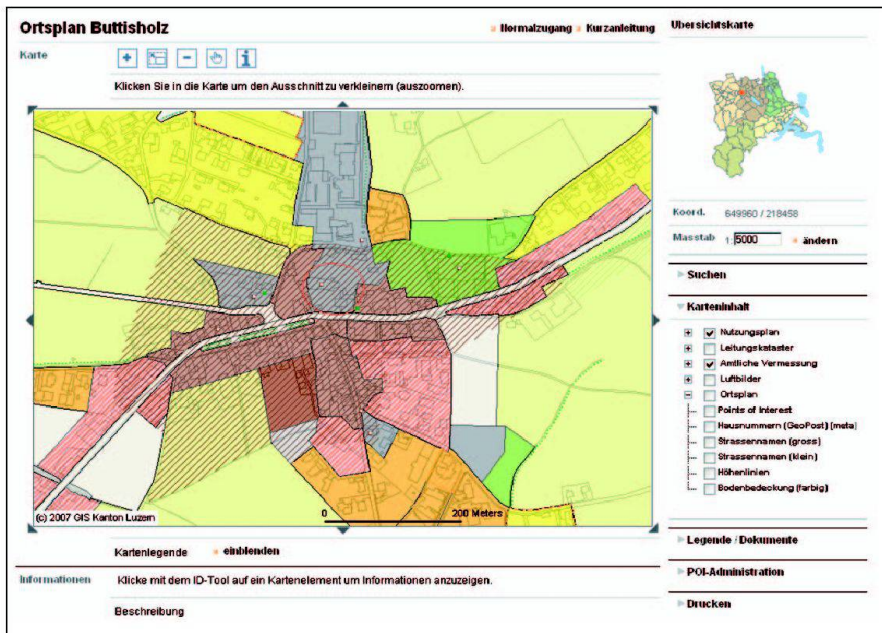 Ortsplan Buttisholz
Normalzugang Kurzanleitung
Karte
Klicken Sie in die Karte um den Ausschnitt zu verkleinern (auszoomen).
(c) 2007 GIS Kanton Luzern
0 200 Meters
Kartenlegende einblenden
Informationen Klicke mit dem ID-Tool auf ein Kartenelement um Informationen anzuzeigen.
Beschreibung
Übersichtskarte
Koord. 649960 / 218458
Masstab 1: 5000 ändern
Suchen
Karteninhalt
Nutzungsplan
Leitungskataster
Amtliche Vermessung
Luftbilder
Ortsplan
Points of Interest
Hausnummern (GeoPost) (meta)
Strassennamen (gross)
Strassennamen (klein)
Höhenlinien
Bodenbedeckung (farbig)
Legende / Dokumente
POI-Administration
Drucken